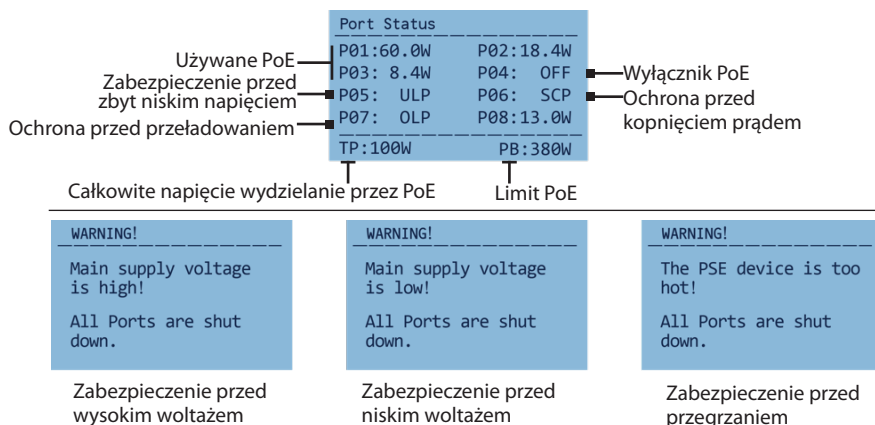 Port Status
P01:60.0W P02:18.4W
P03: 8.4W P04: OFF
P05: ULP P06: SCP
P07: OLP P08:13.0W
TP:100W PB:380W
Używane PoE
Zabezpieczenie przed
zbyt niskim napięciem
Ochrona przed przeładowaniem
Wyłącznik PoE
Ochrona przed
kopnięciem prądem
Całkowite napięcie wydzielanie przez PoE
Limit PoE
WARNING!
Main supply voltage
is high!
All Ports are shut
down.
Zabezpieczenie przed
wysokim woltażem
WARNING!
Main supply voltage
is low!
All Ports are shut
down.
Zabezpieczenie przed
niskim woltażem
WARNING!
The PSE device is too
hot!
All Ports are shut
down.
Zabezpieczenie przed
przegrzaniem